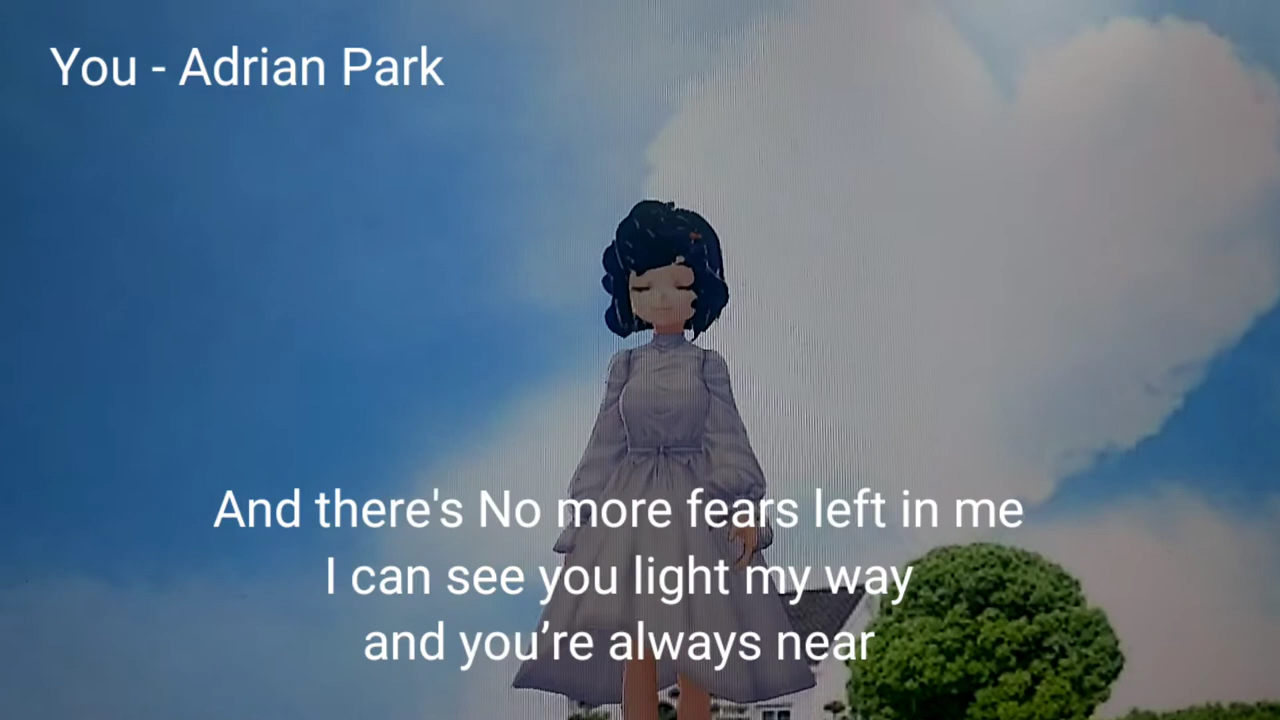 You - Adrian Park
And there's No more fears left in me
I can see you light my way
and you’re always near